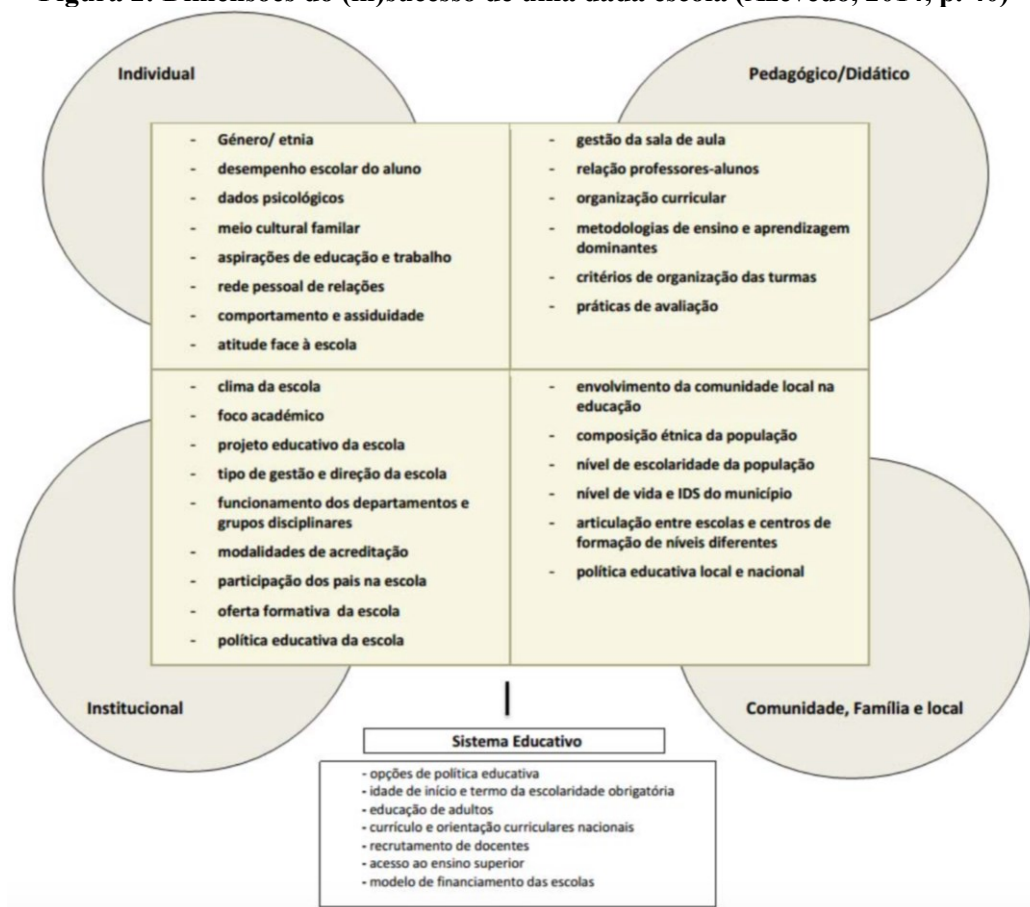 Individual
- Género/ etnia
- desempenho escolar do aluno
- dados psicológicos
- meio cultural familar
- aspirações de educação e trabalho
- rede pessoal de relações
- comportamento e assiduidade
- atitude face à escola
Pedagógico/Didático
- gestão da sala de aula
- relação professores-alunos
- organização curricular
- metodologias de ensino e aprendizagem
dominantes
- critérios de organização das turmas
- práticas de avaliação
- clima da escola
- foco académico
- projeto educativo da escola
- tipo de gestão e direção da escola
- funcionamento dos departamentos e
grupos disciplinares
- modalidades de acreditação
- participação dos pais na escola
- oferta formativa da escola
- política educativa da escola
Institucional
- envolvimento da comunidade local na
educação
- composição étnica da população
- nível de escolaridade da população
- nível de vida e IDS do município
- articulação entre escolas e centros de
formação de níveis diferentes
- política educativa local e nacional
Comunidade, Família e local
Sistema Educativo
- opções de política educativa
- idade de início e termo da escolaridade obrigatória
- educação de adultos
- currículo e orientação curriculares nacionais
- recrutamento de docentes
- acesso ao ensino superior
- modelo de financiamento das escolas